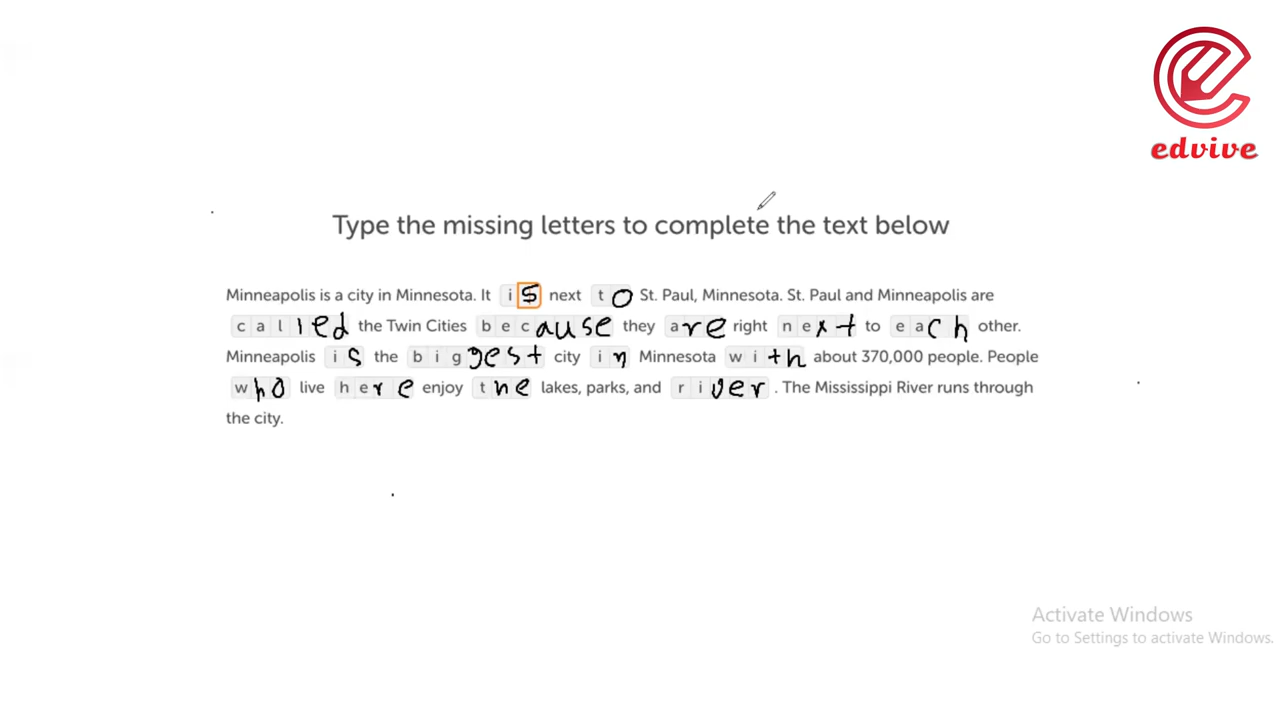 edvive
Type the missing letters to complete the text below
Minneapolis is a city in Minnesota. It is next to St. Paul, Minnesota. St. Paul and Minneapolis are
called the Twin Cities because they are right next to each other.
Minneapolis is the biggest city in Minnesota with about 370,000 people. People
who live here enjoy the lakes, parks, and river. The Mississippi River runs through
the city.
Activate Windows
Go to Settings to activate Windows.